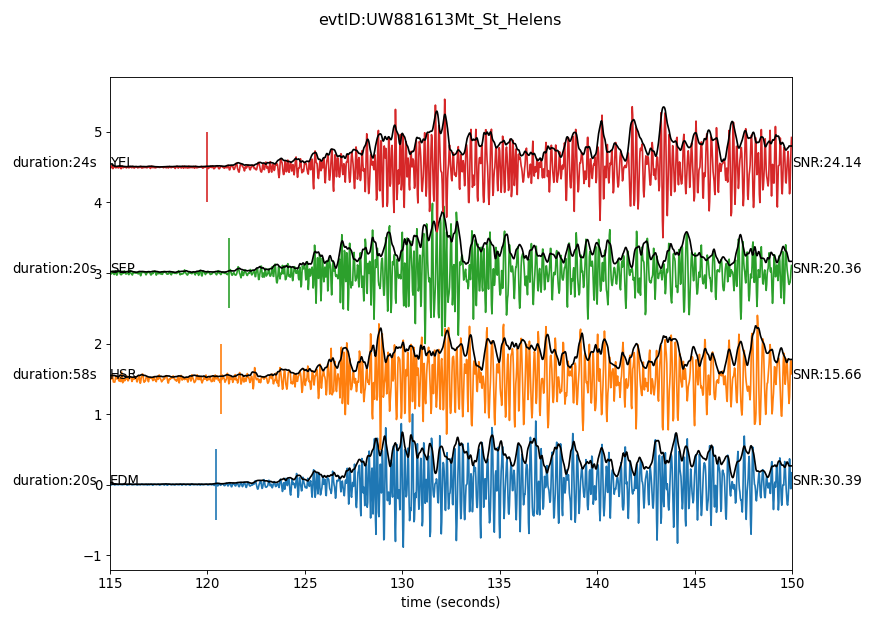 evtID:UW881613Mt_St_Helens
5
duration:24s YEL SNR:24.14
4
duration:20s SEP SNR:20.36
3
2
duration:58s HSR SNR:15.66
1
duration:20s EDM SNR:30.39
0
−1
115 120 125 130 135 140 145 150
time (seconds)